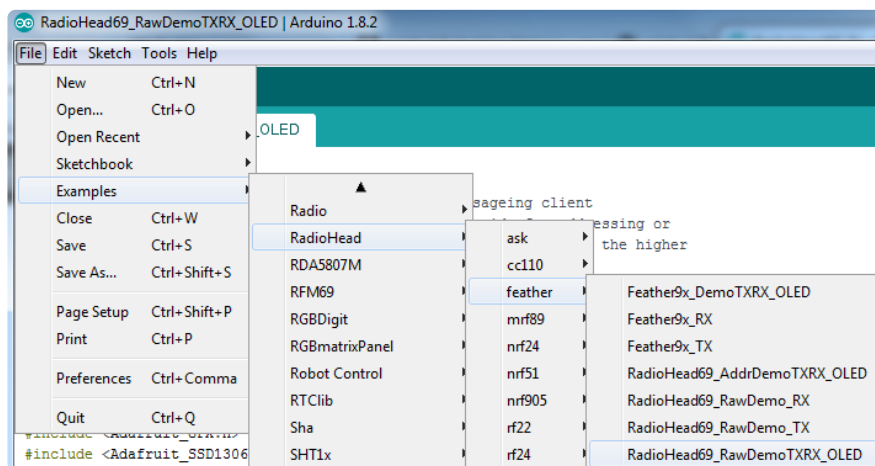 RadioHead69_RawDemoTXRX_OLED | Arduino 1.8.2
File Edit Sketch Tools Help
New Ctrl+N
Open... Ctrl+O
Open Recent
Sketchbook
Examples
Close Ctrl+W
Save Ctrl+S
Save As... Ctrl+Shift+S
Page Setup Ctrl+Shift+P
Print Ctrl+P
Preferences Ctrl+Comma
Quit Ctrl+Q
_OLED
sageing client
essing or
the higher
#include <Adafruit_GFX.h>
#include <Adafruit_SSD1306
Radio
RadioHead
RDA5807M
RFM69
RGBDigit
RGBmatrixPanel
Robot Control
RTClib
Sha
SHT1x
ask
cc110
feather
mrf89
nrf24
nrf51
nrf905
rf22
rf24
Feather9x_DemoTXRX_OLED
Feather9x_RX
Feather9x_TX
RadioHead69_AddrDemoTXRX_OLED
RadioHead69_RawDemo_RX
RadioHead69_RawDemo_TX
RadioHead69_RawDemoTXRX_OLED